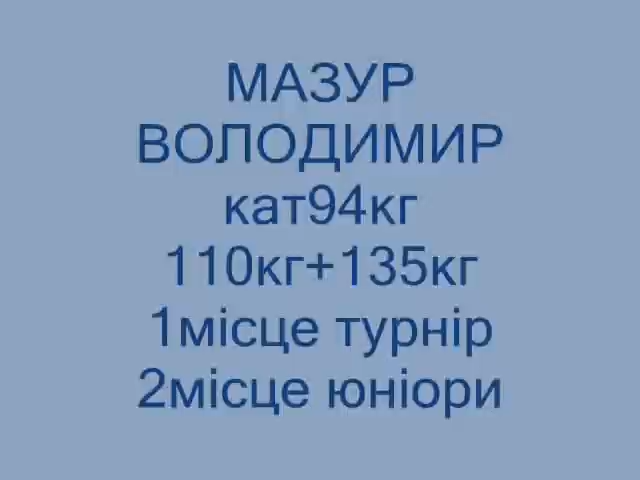 МАЗУР
ВОЛОДИМИР
кат94кг
110кг+135кг
1місце турнір
2місце юніори